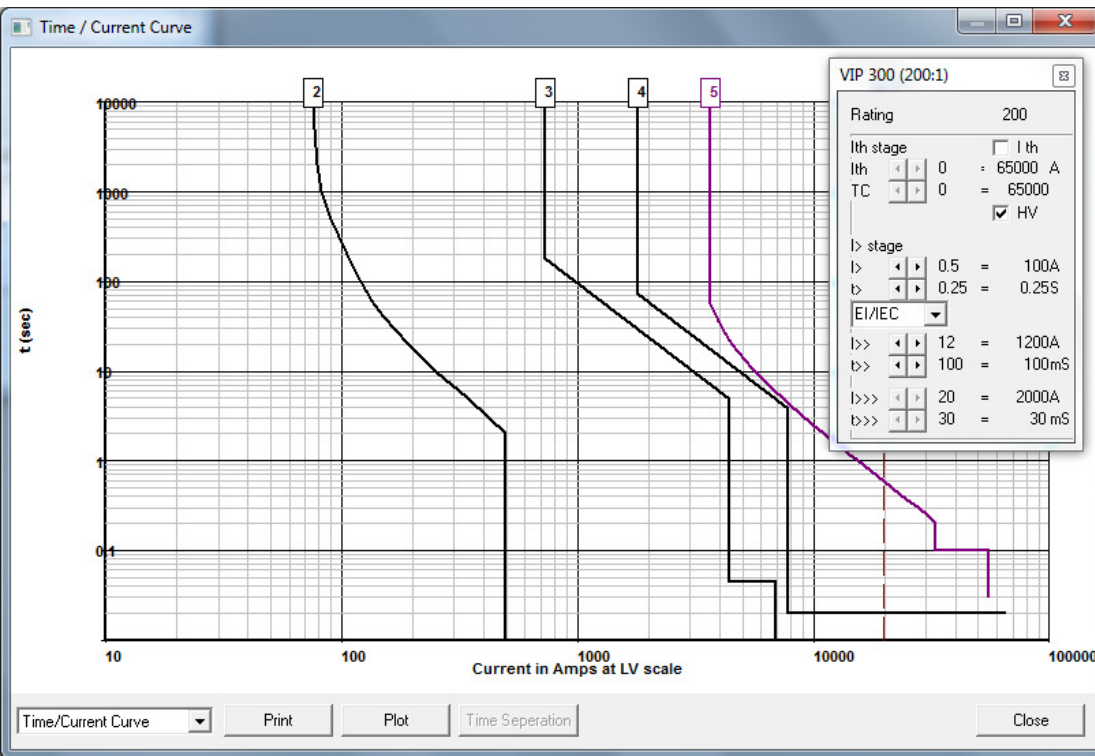 Time / Current Curve
2
3
4
5
10000
1000
100
10
1
0.1
t (sec)
10
100
1000
10000
100000
Current in Amps at LV scale
VIP 300 (200:1)
Rating 200
Ith stage I th
Ith 0 : 65000 A
TC 0 = 65000
HV
I> stage
I> 0.5 = 100A
t> 0.25 = 0.25S
EI/IEC
I>> 12 = 1200A
t>> 100 = 100mS
I>>> 20 = 2000A
t>>> 30 = 30 mS
Time/Current Curve
Print
Plot
Time Seperation
Close